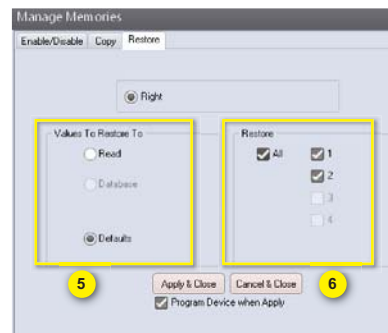 Manage Memories
Enable/Disable Copy Restore
Right
Values To Restore To
Read
Database
Defaults
Restore
All 1
2
3
4
5
6
Apply & Close Cancel & Close
Program Device when Apply